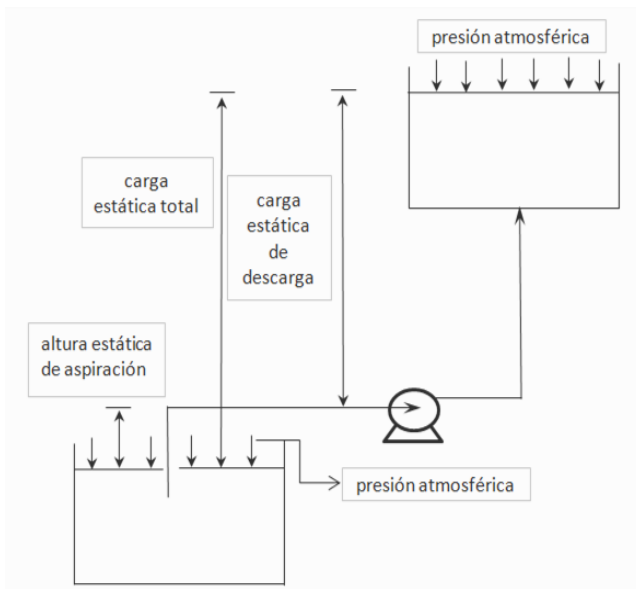 presión atmosférica
carga
estática total
carga
estática
de
descarga
altura estática
de aspiración
presión atmosférica